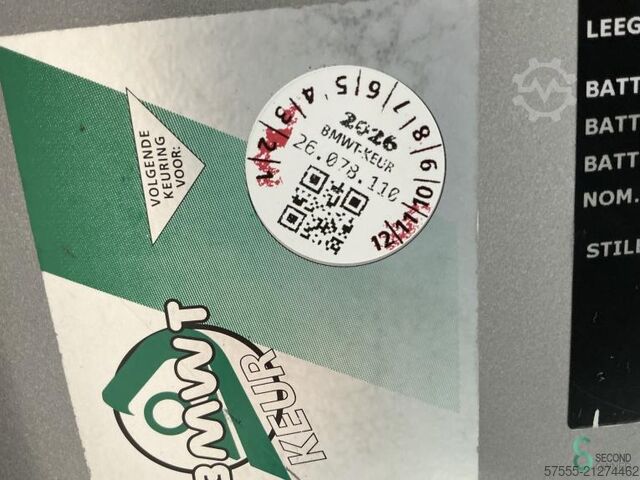 VOLGENDE
KEURING
VOOR:
1/2/3/4/5/6/7/8/9/10/11/12
2026
BMWT-KEUR
26.078.110
BMWT
KEUR
LEEG
BATT
BATT
BATT
NOM.
STILL
SECOND
57555-21274462